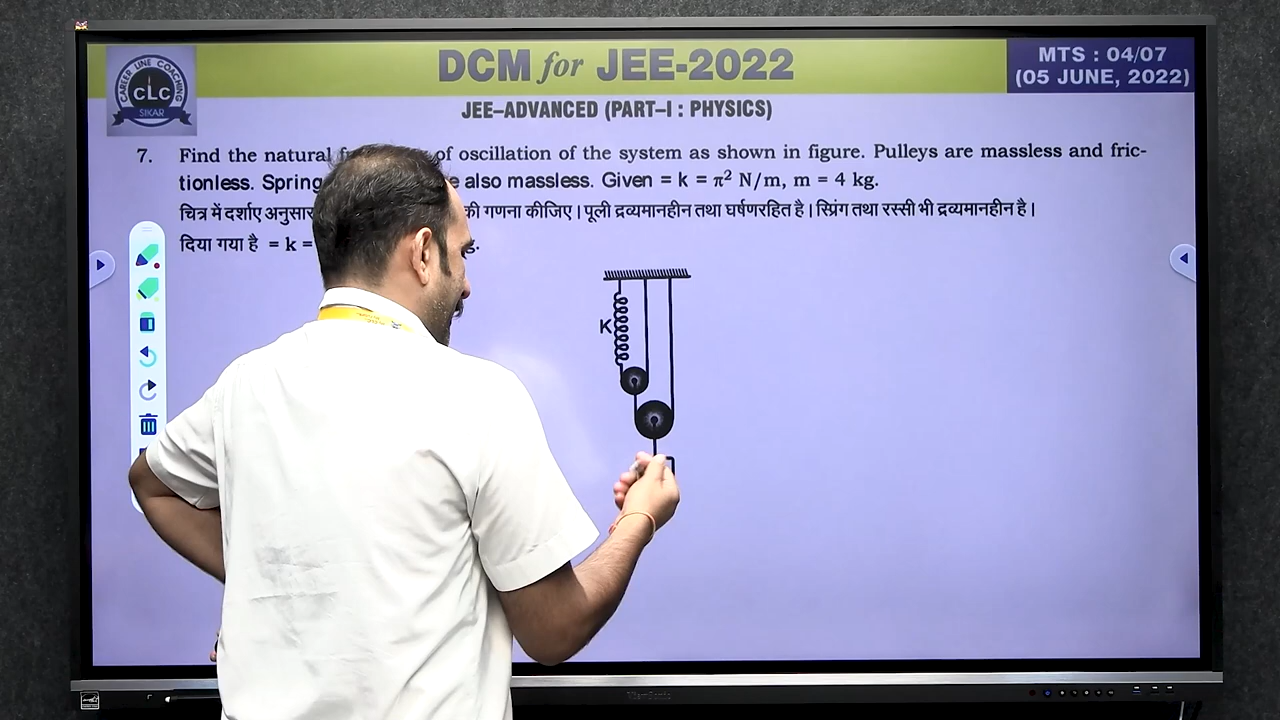 CAREER LINE COACHING
CLC
SIKAR
DCM for JEE-2022
MTS : 04/07
(05 JUNE, 2022)
JEE–ADVANCED (PART–I : PHYSICS)
7. Find the natural of oscillation of the system as shown in figure. Pulleys are massless and fric-
tionless. Spring also massless. Given = k = π² N/m, m = 4 kg.
चित्र में दर्शाए अनुसार की गणना कीजिए। पूली द्रव्यमानहीन तथा घर्षणरहित है। स्प्रिंग तथा रस्सी भी द्रव्यमानहीन है।
दिया गया है = k =
K
ViewSonic